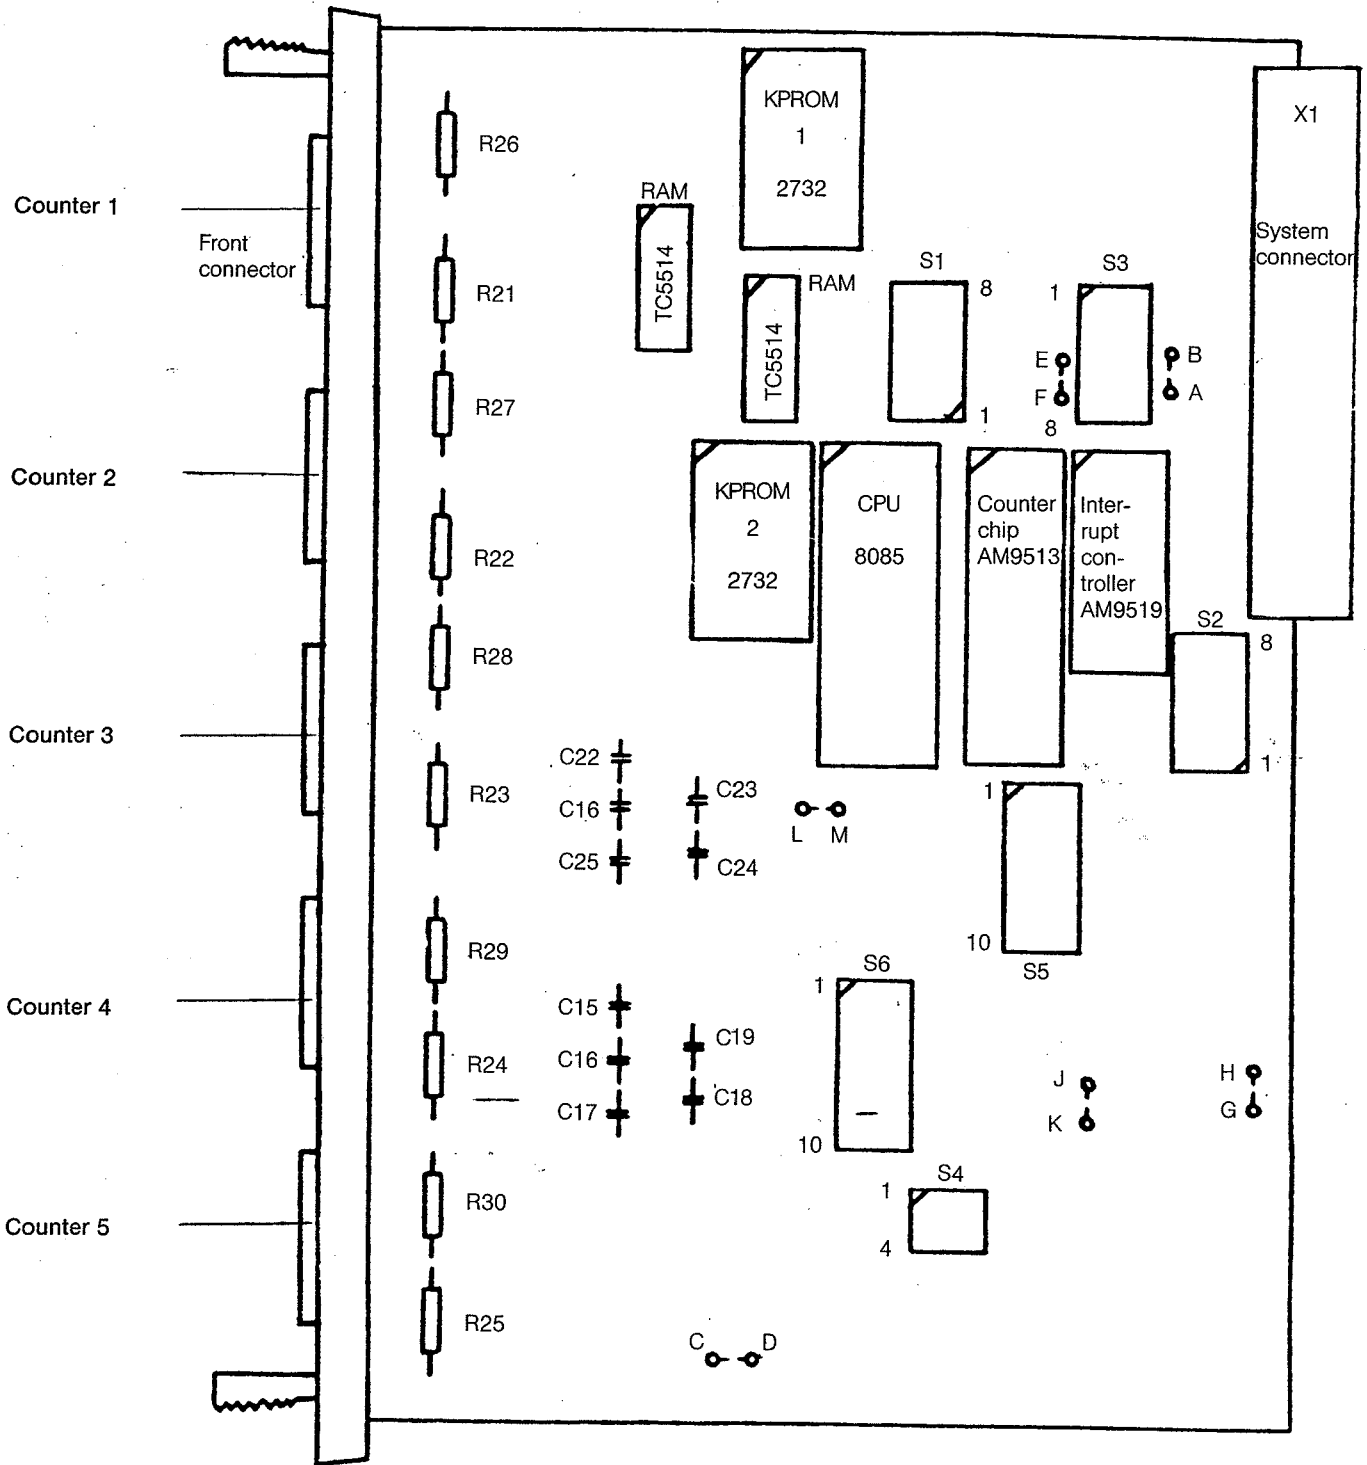 KPROM
1
2732
X1
R26
RAM
TC5514
Counter 1
Front
connector
System
connector
R21
RAM
TC5514
S1
8
1
S3
1
8
E
F
B
A
R27
Counter 2
KPROM
2
2732
CPU
8085
Counter
chip
AM9513
Inter-
rupt
con-
troller
AM9519
R22
S2
8
1
R28
Counter 3
R23
C22
C16
C25
C23
C24
L M
1
10
S5
R29
S6
1
10
Counter 4
C15
C16
C17
C19
C18
R24
J
K
H
G
S4
1
4
R30
Counter 5
R25
C D